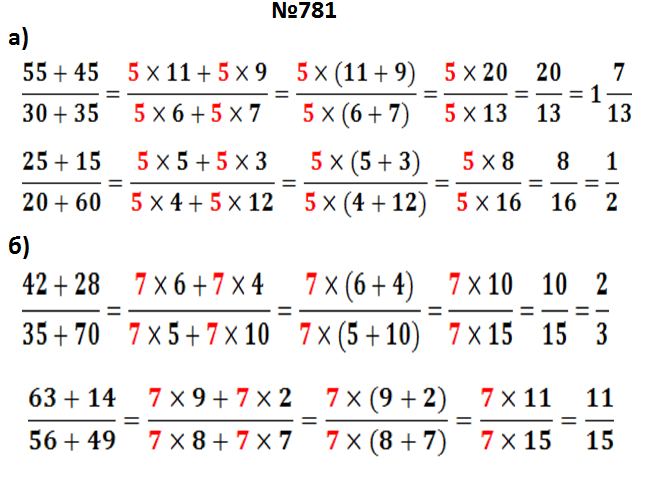 №781
а)
55 + 45 / 30 + 35 = 5 × 11 + 5 × 9 / 5 × 6 + 5 × 7 = 5 × (11 + 9) / 5 × (6 + 7) = 5 × 20 / 5 × 13 = 20 / 13 = 1 7 / 13
25 + 15 / 20 + 60 = 5 × 5 + 5 × 3 / 5 × 4 + 5 × 12 = 5 × (5 + 3) / 5 × (4 + 12) = 5 × 8 / 5 × 16 = 8 / 16 = 1 / 2
б)
42 + 28 / 35 + 70 = 7 × 6 + 7 × 4 / 7 × 5 + 7 × 10 = 7 × (6 + 4) / 7 × (5 + 10) = 7 × 10 / 7 × 15 = 10 / 15 = 2 / 3
63 + 14 / 56 + 49 = 7 × 9 + 7 × 2 / 7 × 8 + 7 × 7 = 7 × (9 + 2) / 7 × (8 + 7) = 7 × 11 / 7 × 15 = 11 / 15